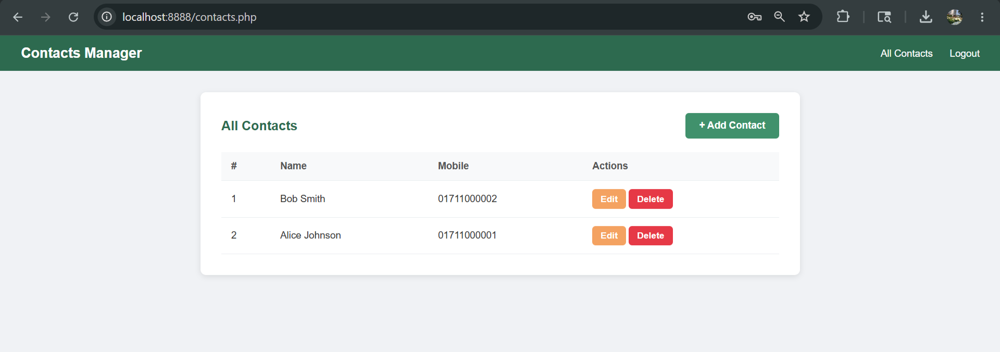 localhost:8888/contacts.php
Contacts Manager
All Contacts
Logout
All Contacts
+ Add Contact
# Name Mobile Actions
1 Bob Smith 01711000002 Edit Delete
2 Alice Johnson 01711000001 Edit Delete